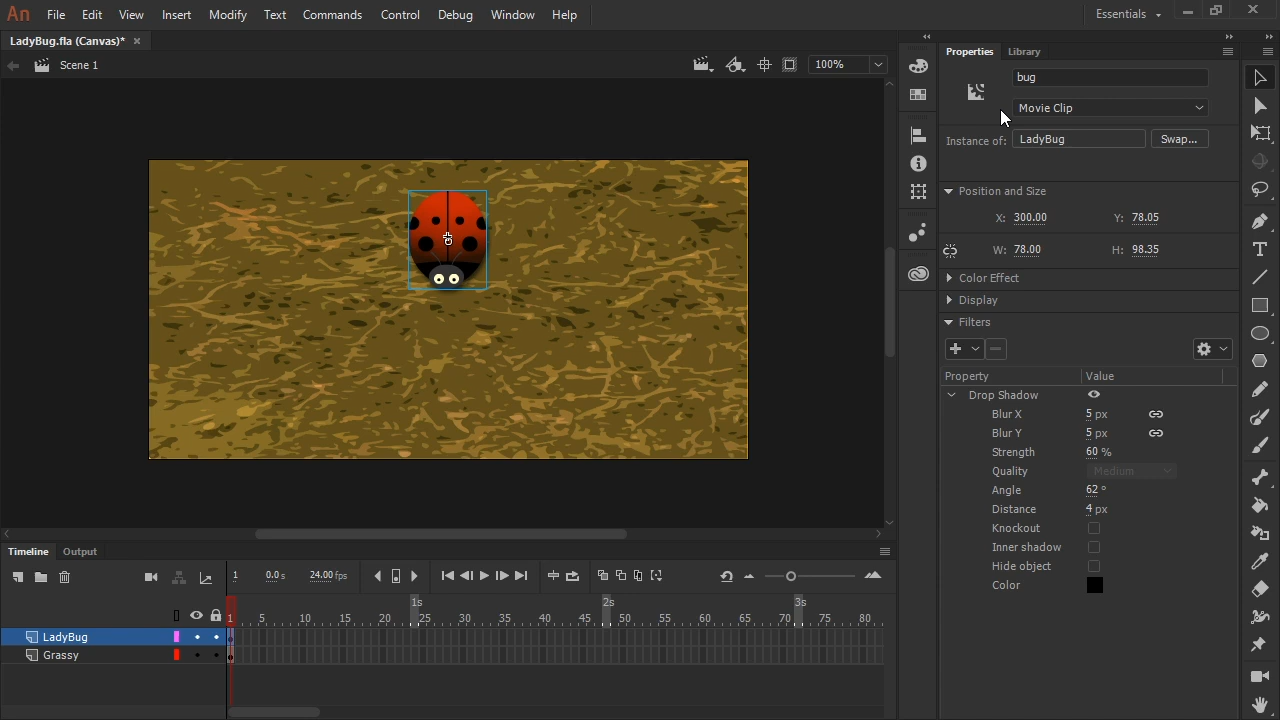 An File Edit View Insert Modify Text Commands Control Debug Window Help Essentials
LadyBug.fla (Canvas)* ×
Scene 1 100%
Properties Library
bug
Movie Clip
Instance of: LadyBug Swap...
Position and Size
X: 300.00 Y: 78.05
W: 78.00 H: 98.35
Color Effect
Display
Filters
Property Value
Drop Shadow
Blur X 5 px
Blur Y 5 px
Strength 60 %
Quality Medium
Angle 62 °
Distance 4 px
Knockout
Inner shadow
Hide object
Color
Timeline Output
1 0.0 s 24.00 fps
1s 2s 3s
1 5 10 15 20 25 30 35 40 45 50 55 60 65 70 75 80
LadyBug
Grassy